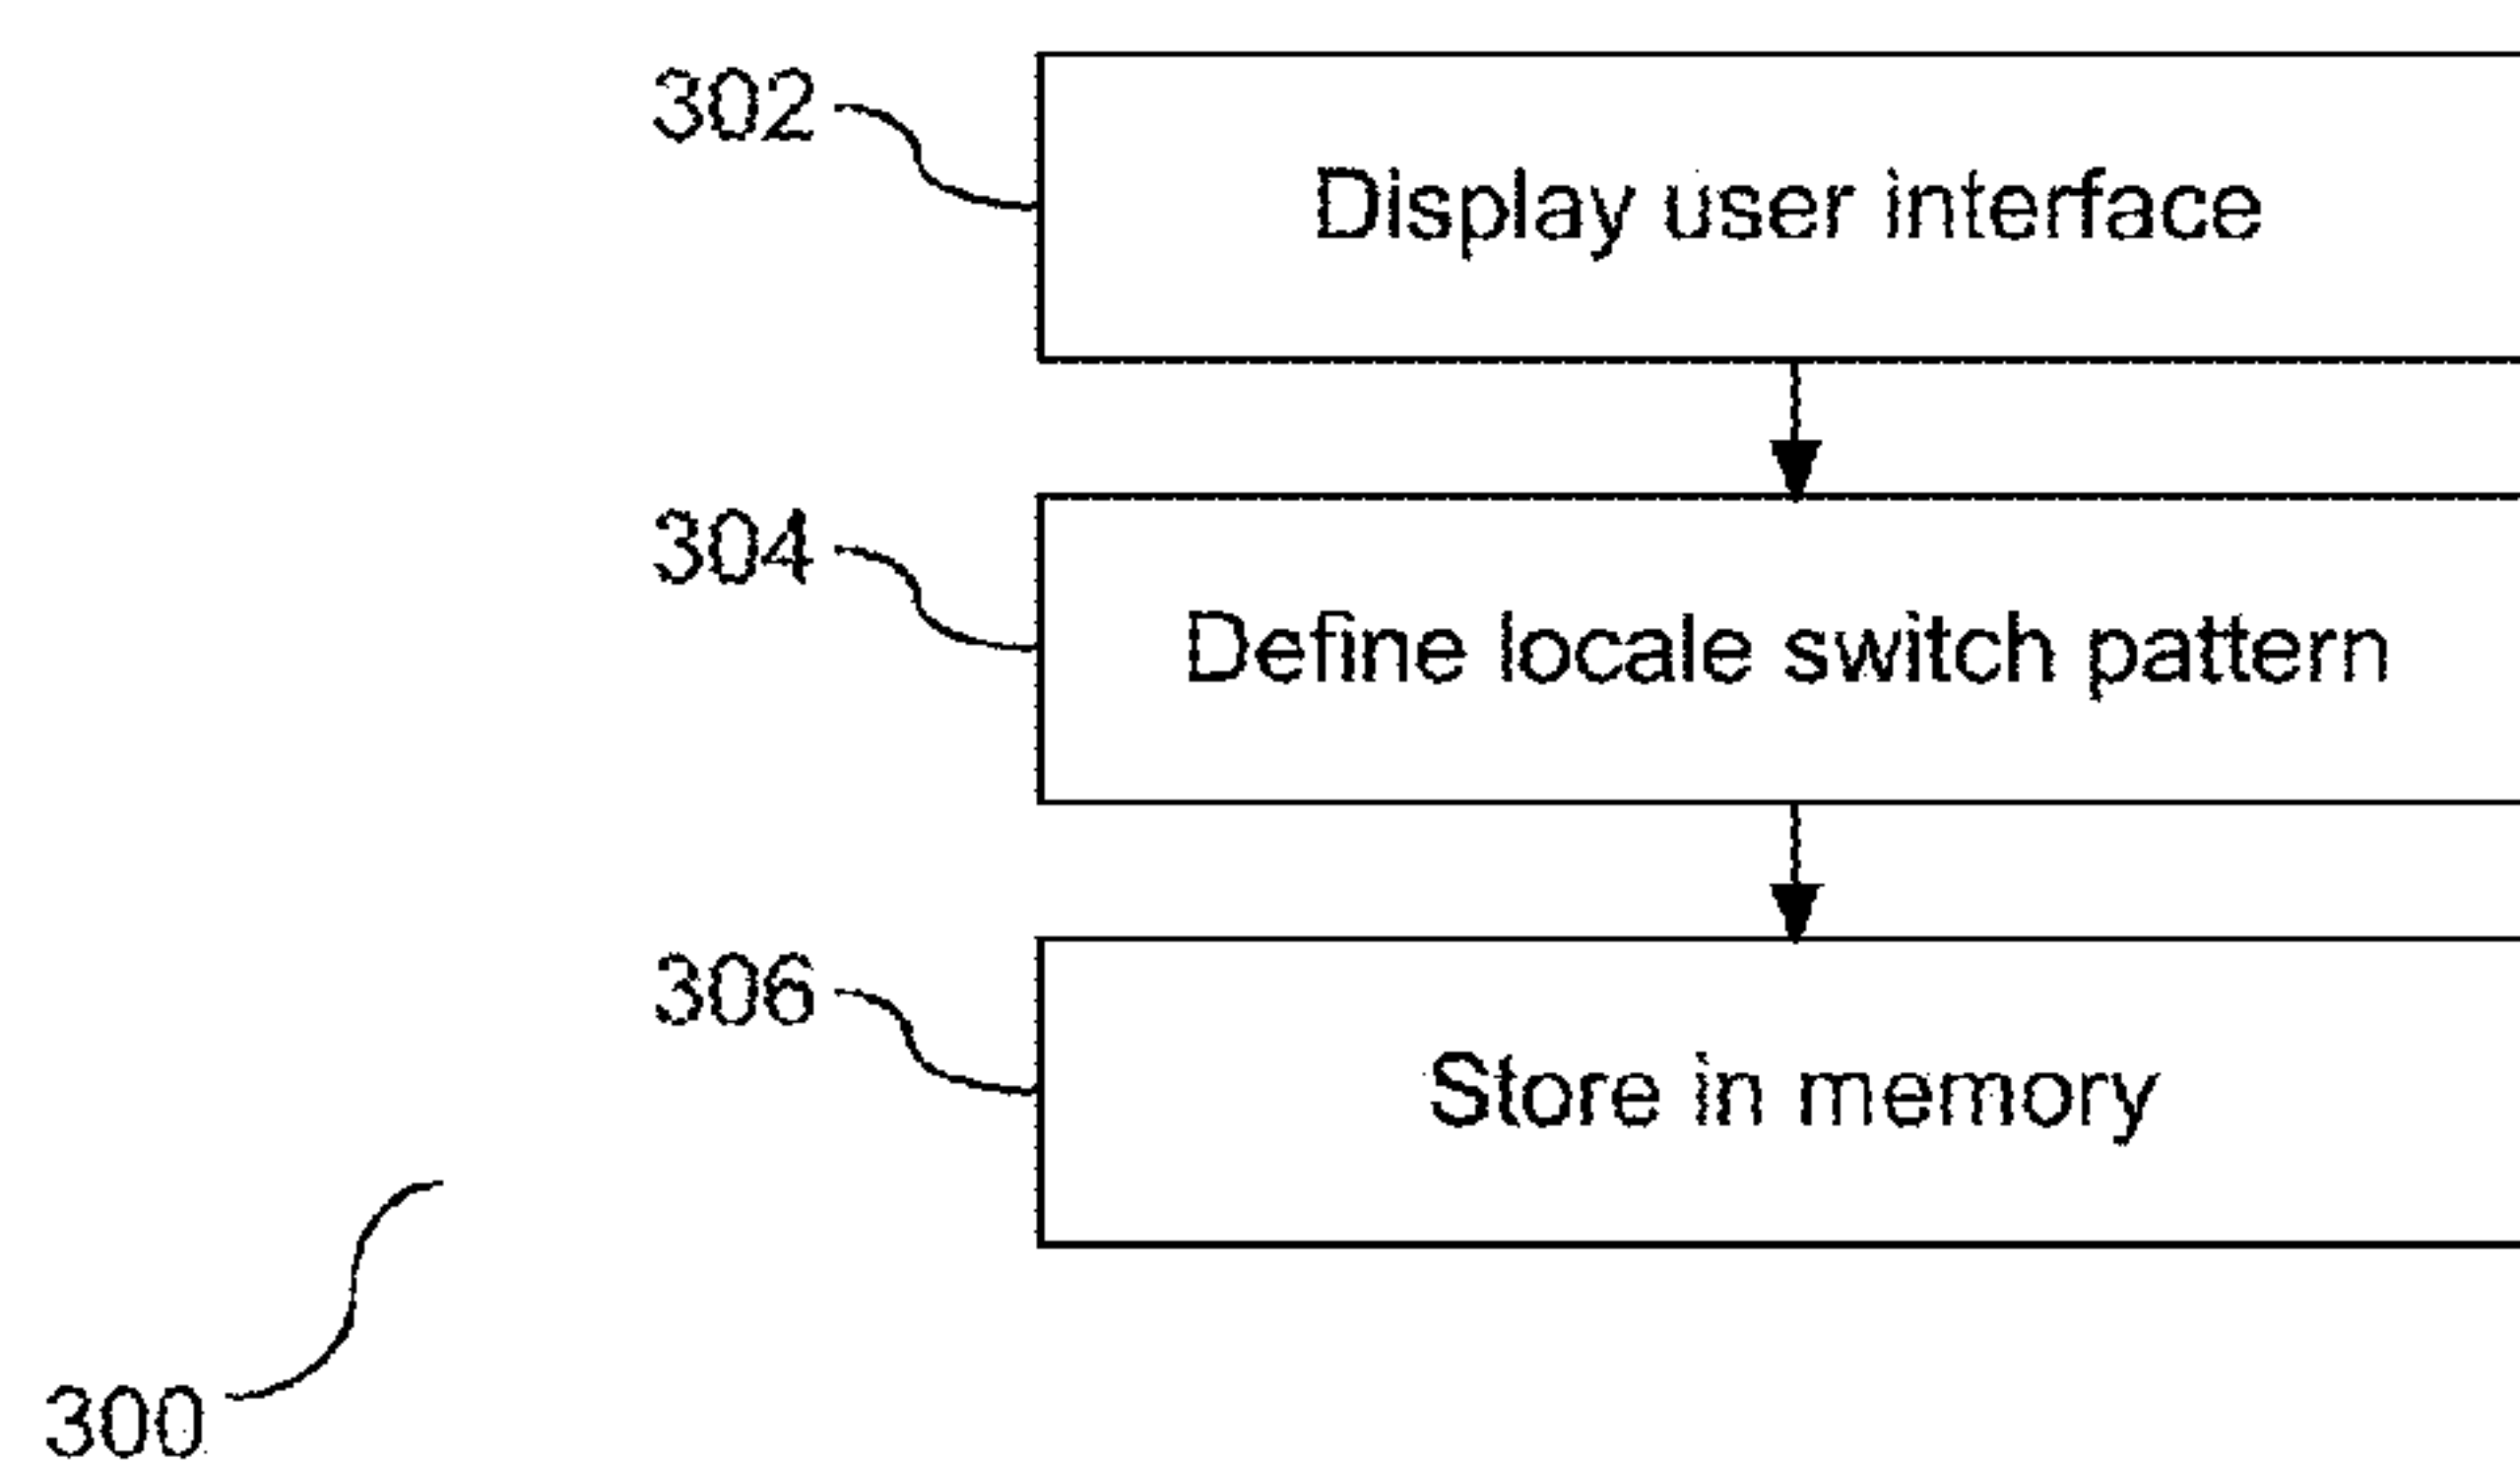 302
Display user interface
304
Define locale switch pattern
306
Store in memory
300